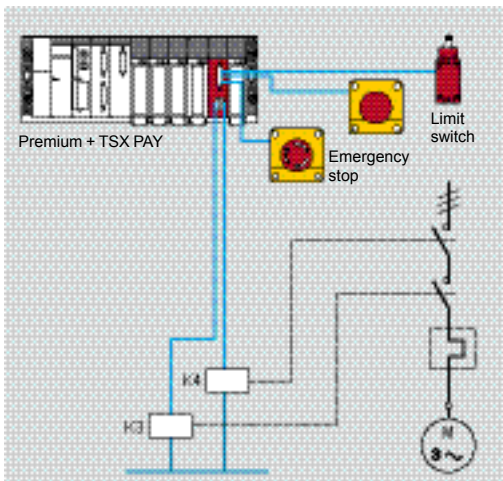 Premium + TSX PAY
Limit
switch
Emergency
stop
K4
K3
M
3~